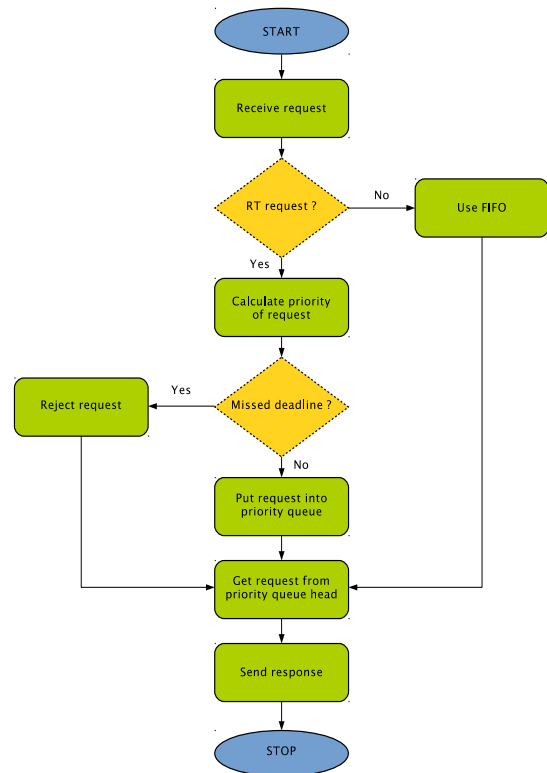 START
Receive request
RT request ?
No
Use FIFO
Yes
Calculate priority
of request
Yes
Reject request
Missed deadline ?
No
Put request into
priority queue
Get request from
priority queue head
Send response
STOP